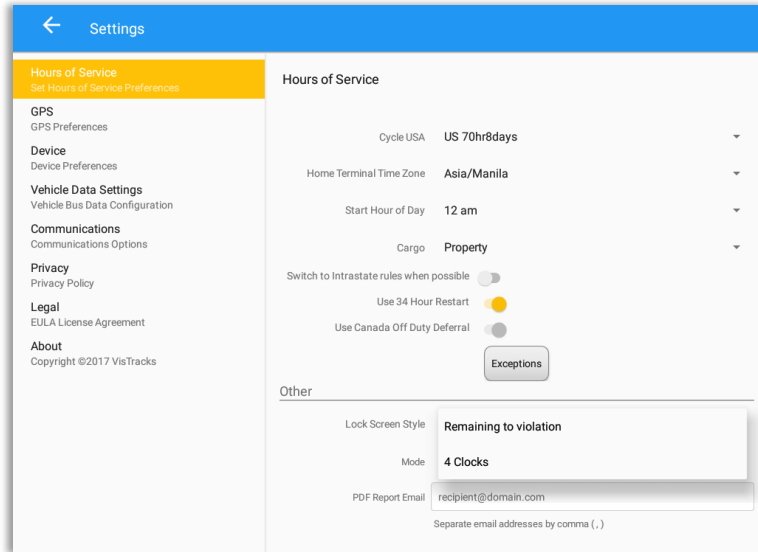 Settings
Hours of Service
Set Hours of Service Preferences
GPS
GPS Preferences
Device
Device Preferences
Vehicle Data Settings
Vehicle Bus Data Configuration
Communications
Communications Options
Privacy
Privacy Policy
Legal
EULA License Agreement
About
Copyright ©2017 VisTracks
Hours of Service
Cycle USA US 70hr8days
Home Terminal Time Zone Asia/Manila
Start Hour of Day 12 am
Cargo Property
Switch to Intrastate rules when possible
Use 34 Hour Restart
Use Canada Off Duty Deferral
Exceptions
Other
Lock Screen Style Remaining to violation
Mode 4 Clocks
PDF Report Email recipient@domain.com
Separate email addresses by comma ( , )